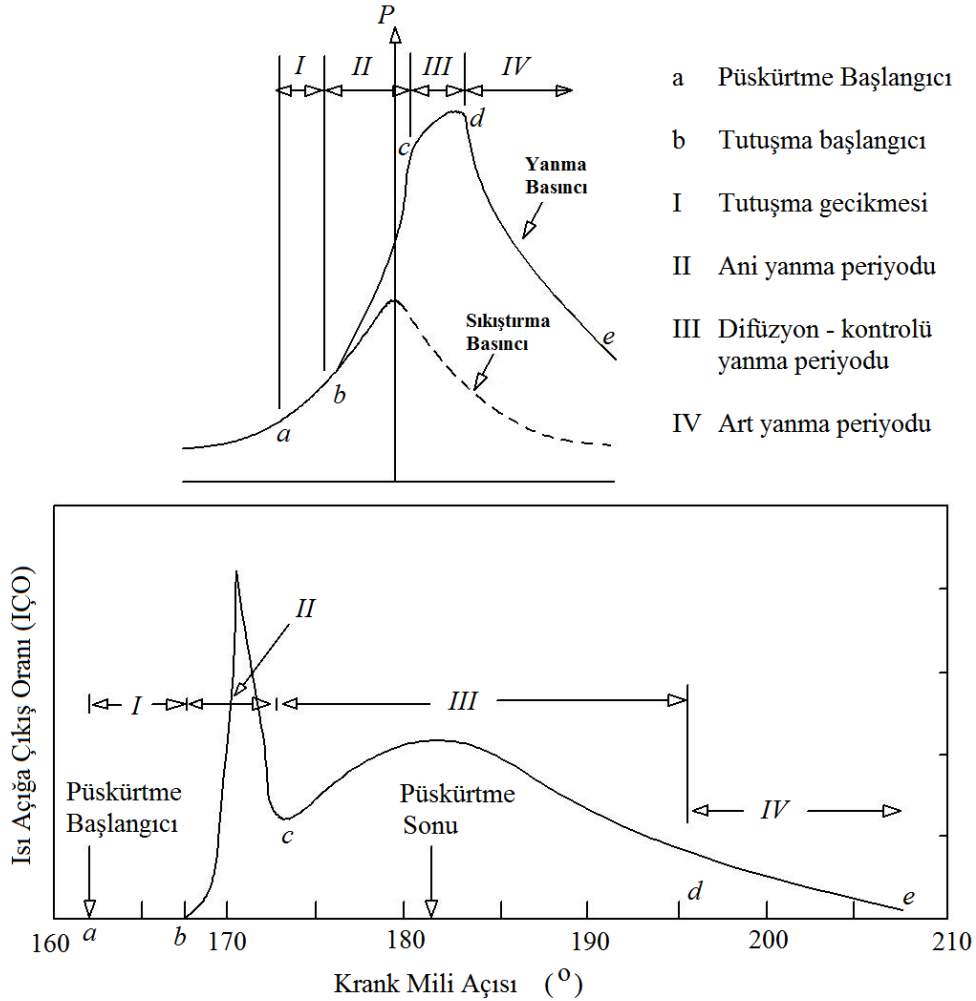 P
I
II
III
IV
a
b
c
d
e
Yanma
Basıncı
Sıkıştırma
Basıncı
a Püskürtme Başlangıcı
b Tutuşma başlangıcı
I Tutuşma gecikmesi
II Ani yanma periyodu
III Difüzyon - kontrolü
yanma periyodu
IV Art yanma periyodu
Isı Açığa Çıkış Oranı (IÇO)
II
I
III
IV
Püskürtme
Başlangıcı
Püskürtme
Sonu
a
b
c
d
e
160
170
180
190
200
210
Krank Mili Açısı (o)